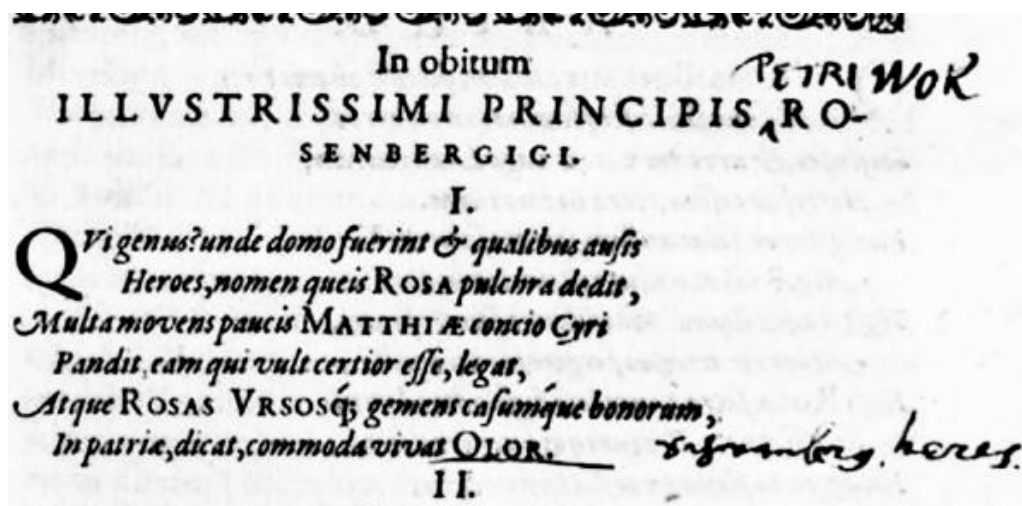 In obitum
PETRI WOK
ILLVSTRISSIMI PRINCIPIS, RO-
SENBERGICI.
I.
QVi genus? unde domo fuerint & qualibus ausis
Heroes, nomen queis ROSA pulchra dedit,
Multa movens paucis MATTHIÆ concio Cyri
Pandit, eam qui vult certior esse, legat,
Atque ROSAS VRSOSq́; gemens casumq́ue bonorum,
In patriæ, dicat, commoda vivat OLOR.
heres.
II.